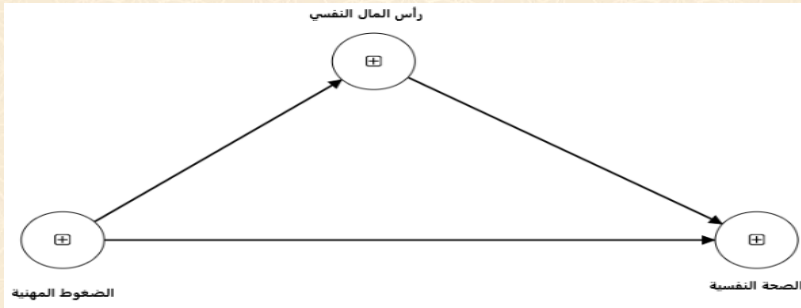 رأس المال النفسي
الصحة النفسية
الضغوط المهنية